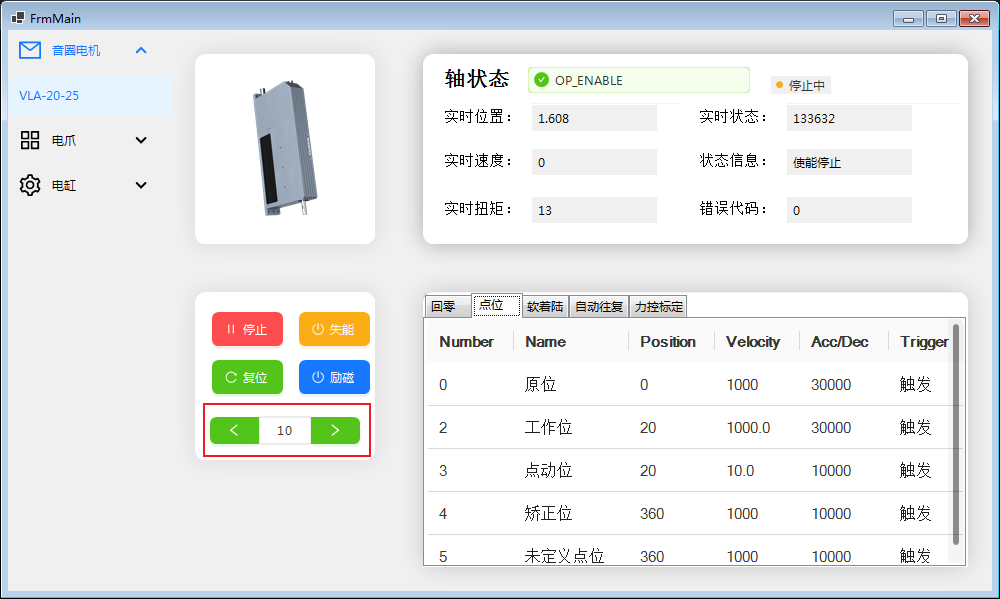 FrmMain
音圈电机
VLA-20-25
电爪
电缸
轴状态
OP_ENABLE
停止中
实时位置：
1.608
实时状态：
133632
实时速度：
0
状态信息：
使能停止
实时扭矩：
13
错误代码：
0
停止
失能
复位
励磁
10
回零
点位
软着陆
自动往复
力控标定
Number Name Position Velocity Acc/Dec Trigger
0 原位 0 1000 30000 触发
2 工作位 20 1000.0 30000 触发
3 点动位 20 10.0 10000 触发
4 矫正位 360 1000 10000 触发
5 未定义点位 360 1000 10000 触发